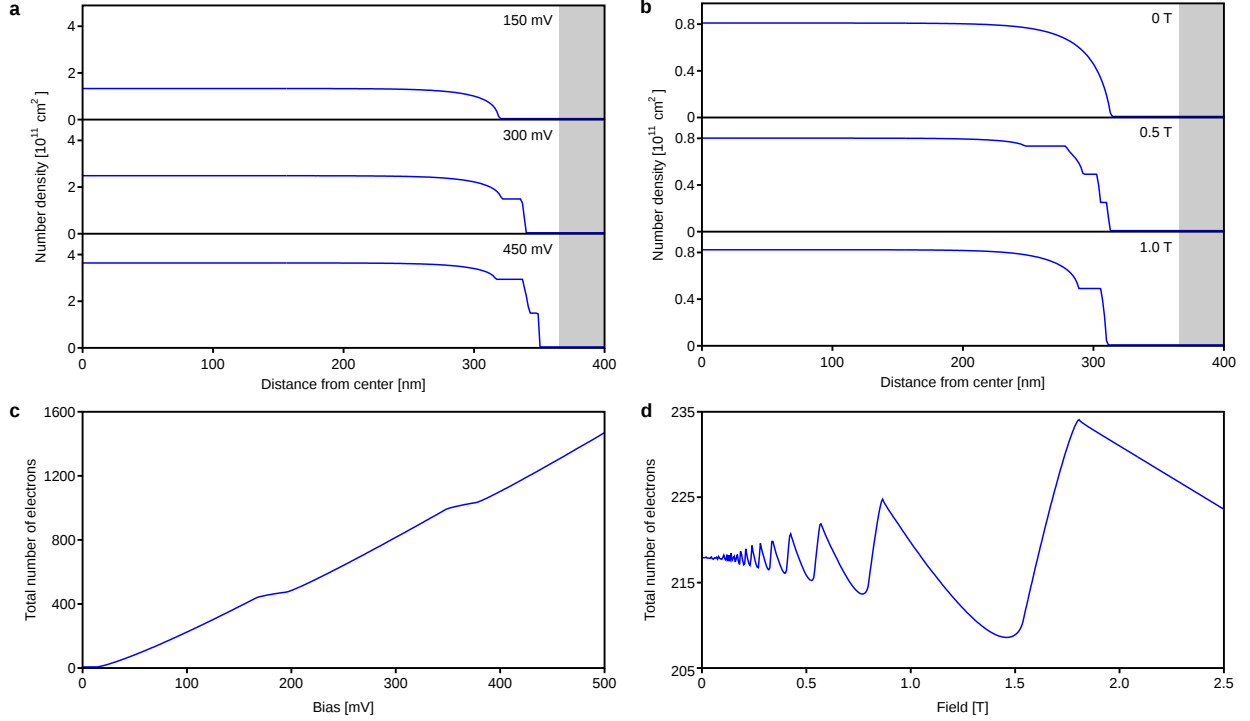 a
150 mV
4
2
0
300 mV
4
2
0
450 mV
4
2
0
0 100 200 300 400
Distance from center [nm]
Number density [10¹¹ cm²]
b
0 T
0.8
0.4
0
0.5 T
0.8
0.4
0
1.0 T
0.8
0.4
0
0 100 200 300 400
Distance from center [nm]
Number density [10¹¹ cm²]
c
1600
1200
800
400
0
0 100 200 300 400 500
Bias [mV]
Total number of electrons
d
235
225
215
205
0 0.5 1.0 1.5 2.0 2.5
Field [T]
Total number of electrons